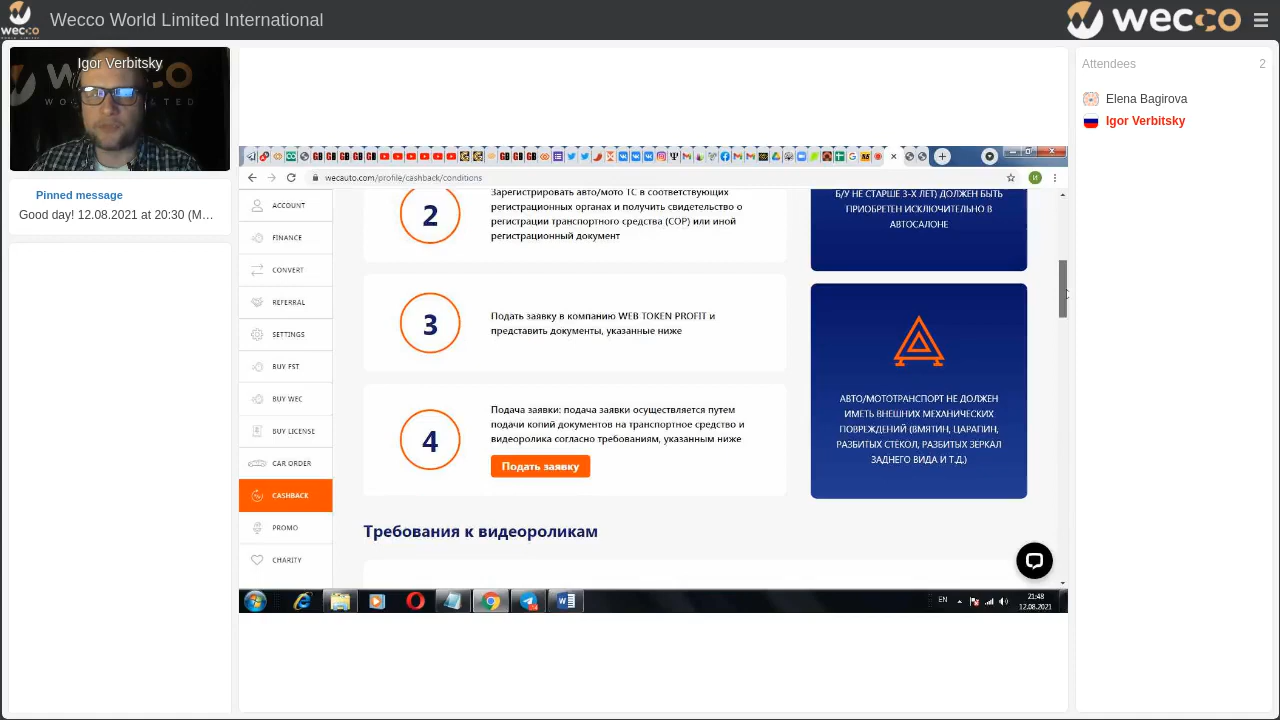 wecco
Wecco World Limited International
wecco
Igor Verbitsky
Pinned message
Good day! 12.08.2021 at 20:30 (M…
Attendees
2
Elena Bagirova
Igor Verbitsky
wecauto.com/profile/cashback/conditions
ACCOUNT
FINANCE
CONVERT
REFERRAL
SETTINGS
BUY FST
BUY WEC
BUY LICENSE
CAR ORDER
CASHBACK
PROMO
CHARITY
2
Зарегистрировать авто/мото ТС в соответствующих
регистрационных органах и получить свидетельство о
регистрации транспортного средства (СОР) или иной
регистрационный документ
3
Подать заявку в компанию WEB TOKEN PROFIT и
представить документы, указанные ниже
4
Подача заявки: подача заявки осуществляется путем
подачи копий документов на транспортное средство и
видеоролика согласно требованиям, указанным ниже
Подать заявку
Б/У НЕ СТАРШЕ 3-Х ЛЕТ) ДОЛЖЕН БЫТЬ
ПРИОБРЕТЕН ИСКЛЮЧИТЕЛЬНО В
АВТОСАЛОНЕ
АВТО/МОТОТРАНСПОРТ НЕ ДОЛЖЕН
ИМЕТЬ ВНЕШНИХ МЕХАНИЧЕСКИХ
ПОВРЕЖДЕНИЙ (ВМЯТИН, ЦАРАПИН,
РАЗБИТЫХ СТЕКОЛ, РАЗБИТЫХ ЗЕРКАЛ
ЗАДНЕГО ВИДА И Т.Д.)
Требования к видеороликам
EN
21:48
12.08.2021